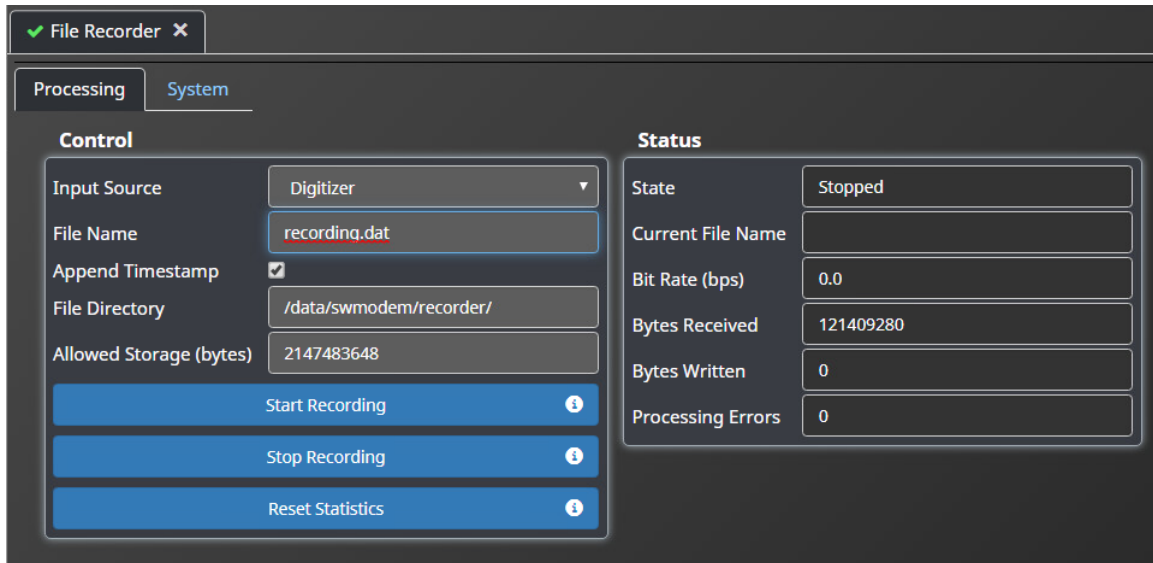 File Recorder
Processing System
Control
Input Source Digitizer
File Name recording.dat
Append Timestamp
File Directory /data/swmodem/recorder/
Allowed Storage (bytes) 2147483648
Start Recording
Stop Recording
Reset Statistics
Status
State Stopped
Current File Name
Bit Rate (bps) 0.0
Bytes Received 121409280
Bytes Written 0
Processing Errors 0